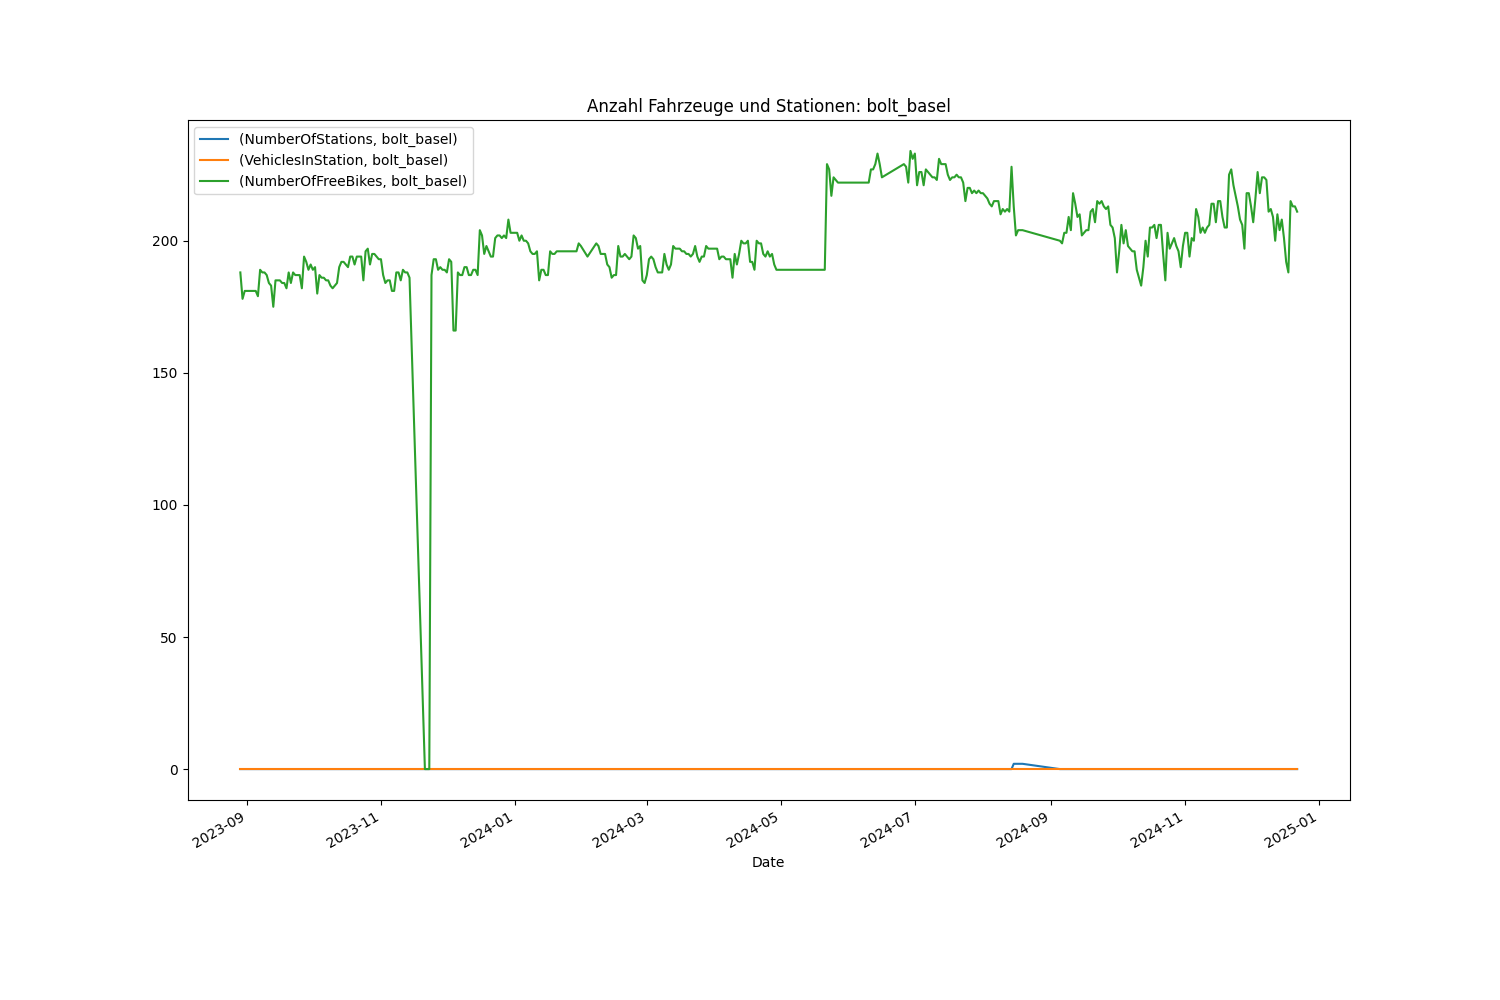 Anzahl Fahrzeuge und Stationen: bolt_basel
(NumberOfStations, bolt_basel)
(VehiclesInStation, bolt_basel)
(NumberOfFreeBikes, bolt_basel)
200
150
100
50
0
2023-09
2023-11
2024-01
2024-03
2024-05
2024-07
2024-09
2024-11
2025-01
Date